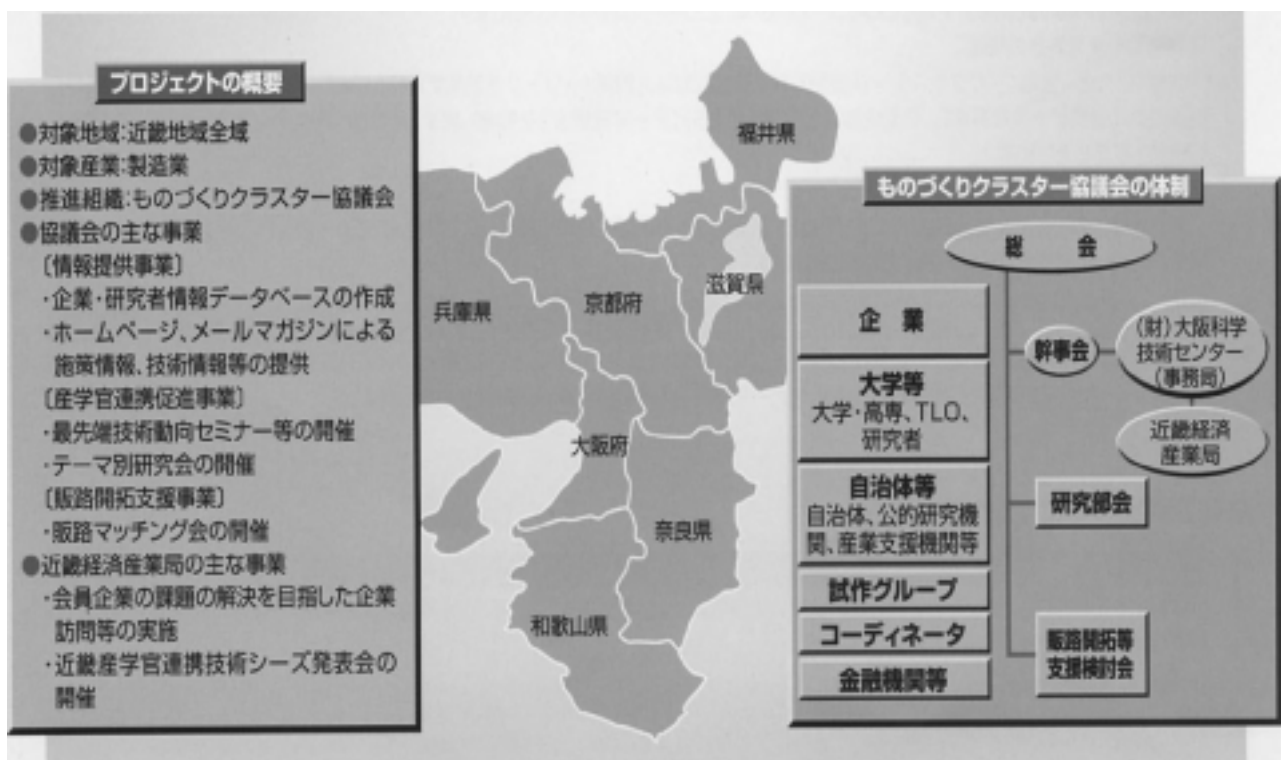 プロジェクトの概要
●対象地域:近畿地域全域
●対象産業:製造業
●推進組織:ものづくりクラスター協議会
●協議会の主な事業
〔情報提供事業〕
・企業・研究者情報データベースの作成
・ホームページ、メールマガジンによる
施策情報、技術情報等の提供
〔産学官連携促進事業〕
・最先端技術動向セミナー等の開催
・テーマ別研究会の開催
〔販路開拓支援事業〕
・販路マッチング会の開催
●近畿経済産業局の主な事業
・会員企業の課題の解決を目指した企業
訪問等の実施
・近畿産学官連携技術シーズ発表会の
開催
福井県
滋賀県
京都府
兵庫県
大阪府
奈良県
和歌山県
ものづくりクラスター協議会の体制
総会
企業
大学等
大学・高専、TLO、
研究者
自治体等
自治体、公的研究機
関、産業支援機関等
試作グループ
コーディネータ
金融機関等
幹事会
(財)大阪科学
技術センター
(事務局)
近畿経済
産業局
研究部会
販路開拓等
支援検討会